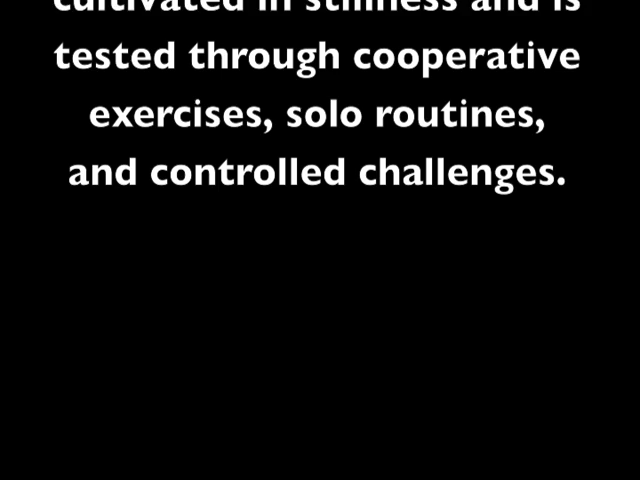 cultivated in stillness and is
tested through cooperative
exercises, solo routines,
and controlled challenges.